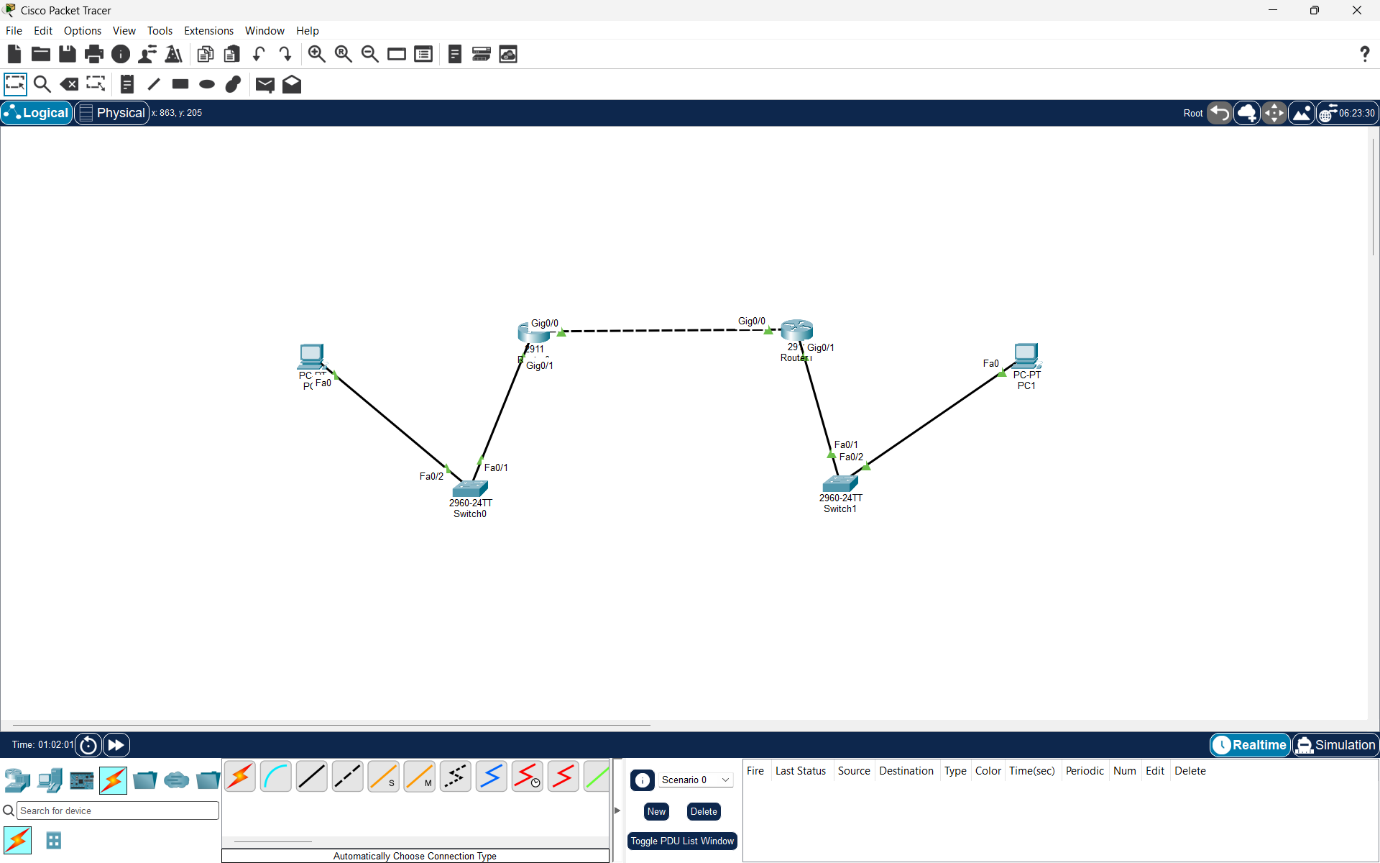 Cisco Packet Tracer
File Edit Options View Tools Extensions Window Help
?
Logical Physical x: 863, y: 205 Root 06:23:30
Gig0/0 Gig0/0
2911
Gig0/1 Gig0/1
Router1
PC-PT
Fa0 Fa0
PC-PT
PC1
Fa0/1
Fa0/2
Fa0/2 Fa0/1
2960-24TT
Switch0
2960-24TT
Switch1
Time: 01:02:01 Realtime Simulation
S M
Search for device
Automatically Choose Connection Type
Scenario 0
New Delete
Toggle PDU List Window
Fire Last Status Source Destination Type Color Time(sec) Periodic Num Edit Delete